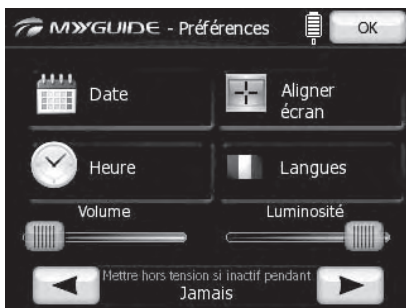 MYGUIDE - Préférences OK
Date
Aligner
écran
Heure
Langues
Volume
Luminosité
Mettre hors tension si inactif pendant
Jamais